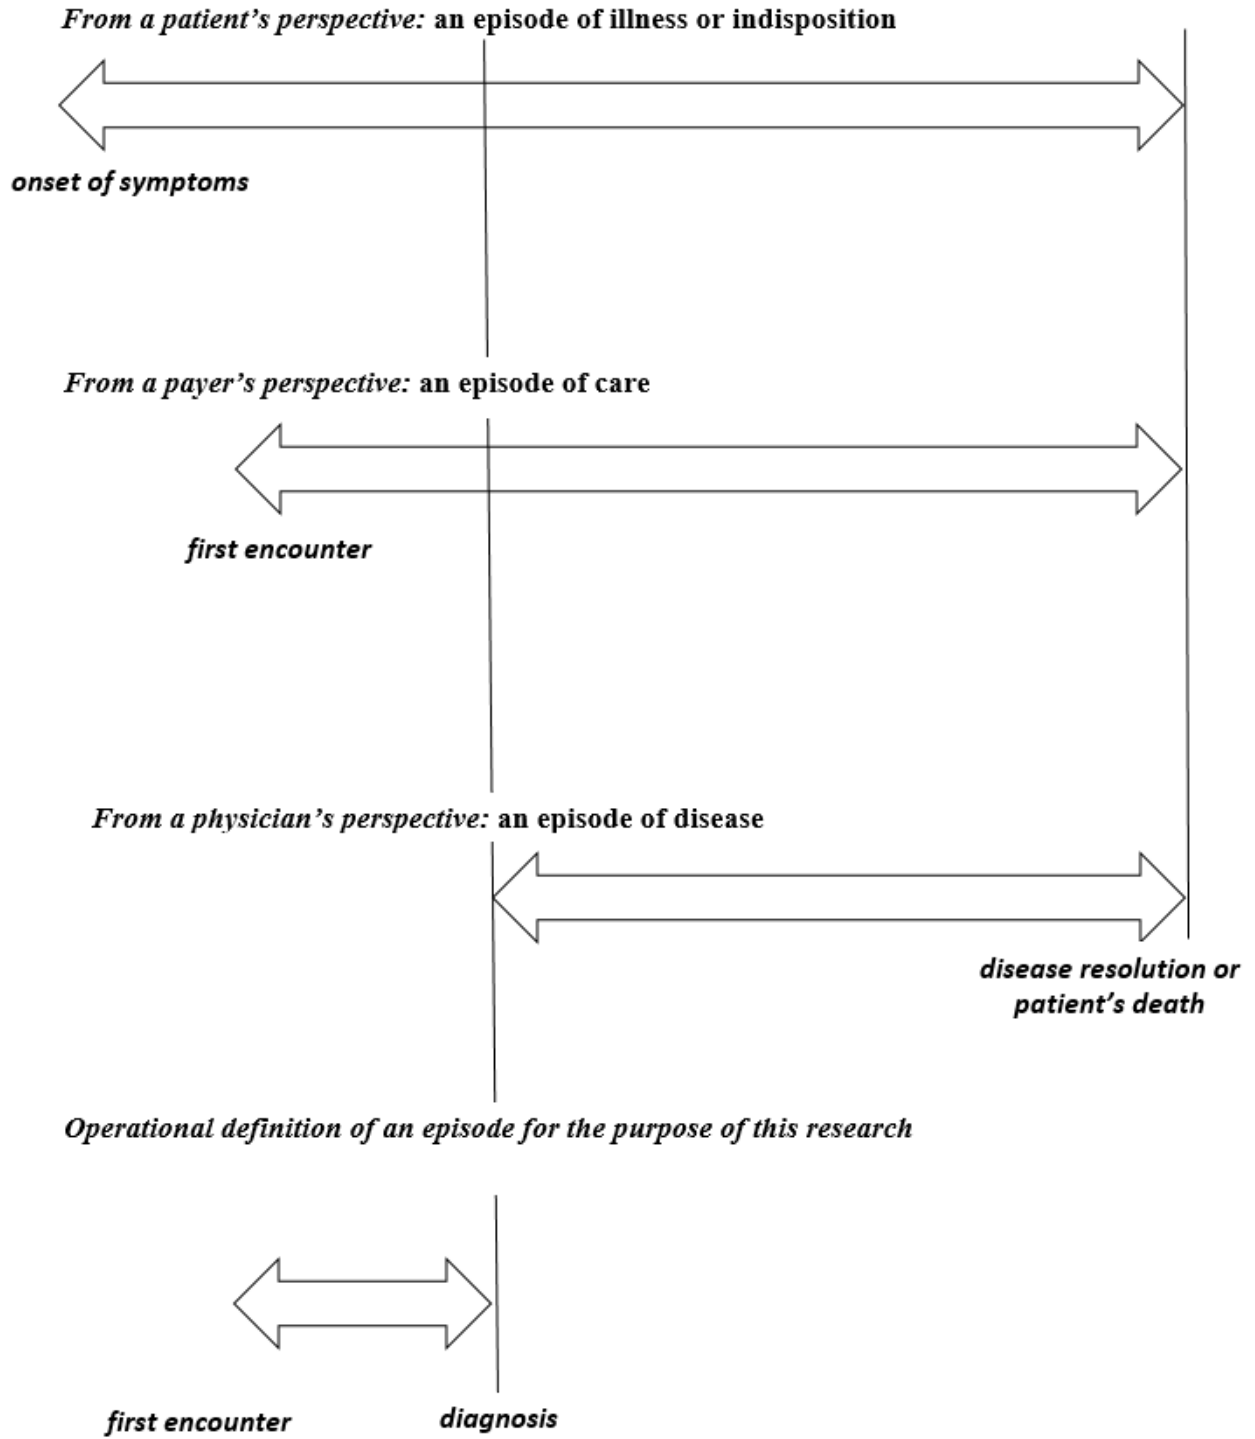 From a patient’s perspective: an episode of illness or indisposition
onset of symptoms
From a payer’s perspective: an episode of care
first encounter
From a physician’s perspective: an episode of disease
disease resolution or
patient’s death
Operational definition of an episode for the purpose of this research
first encounter
diagnosis